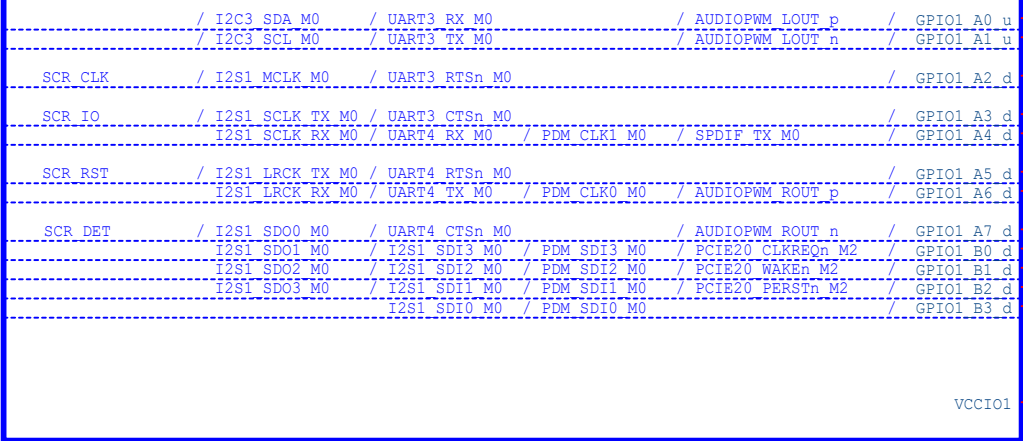 / I2C3_SDA_M0 / UART3_RX_M0 / AUDIOPWM_LOUT_p / GPIO1_A0_u
/ I2C3_SCL_M0 / UART3_TX_M0 / AUDIOPWM_LOUT_n / GPIO1_A1_u
SCR_CLK / I2S1_MCLK_M0 / UART3_RTSn_M0 / GPIO1_A2_d
SCR_IO / I2S1_SCLK_TX_M0 / UART3_CTSn_M0 / GPIO1_A3_d
I2S1_SCLK_RX_M0 / UART4_RX_M0 / PDM_CLK1_M0 / SPDIF_TX_M0 / GPIO1_A4_d
SCR_RST / I2S1_LRCK_TX_M0 / UART4_RTSn_M0 / GPIO1_A5_d
I2S1_LRCK_RX_M0 / UART4_TX_M0 / PDM_CLK0_M0 / AUDIOPWM_ROUT_p / GPIO1_A6_d
SCR_DET / I2S1_SDO0_M0 / UART4_CTSn_M0 / AUDIOPWM_ROUT_n / GPIO1_A7_d
I2S1_SDO1_M0 / I2S1_SDI3_M0 / PDM_SDI3_M0 / PCIE20_CLKREQn_M2 / GPIO1_B0_d
I2S1_SDO2_M0 / I2S1_SDI2_M0 / PDM_SDI2_M0 / PCIE20_WAKEn_M2 / GPIO1_B1_d
I2S1_SDO3_M0 / I2S1_SDI1_M0 / PDM_SDI1_M0 / PCIE20_PERSTn_M2 / GPIO1_B2_d
I2S1_SDI0_M0 / PDM_SDI0_M0 / GPIO1_B3_d
VCCIO1